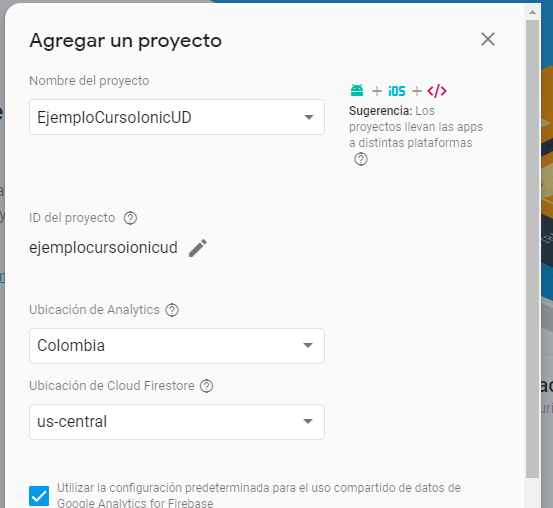 Agregar un proyecto
Nombre del proyecto
EjemploCursoIonicUD
iOS
Sugerencia: Los
proyectos llevan las apps
a distintas plataformas
ID del proyecto
ejemplocursoionicud
Ubicación de Analytics
Colombia
Ubicación de Cloud Firestore
us-central
Utilizar la configuración predeterminada para el uso compartido de datos de
Google Analytics for Firebase